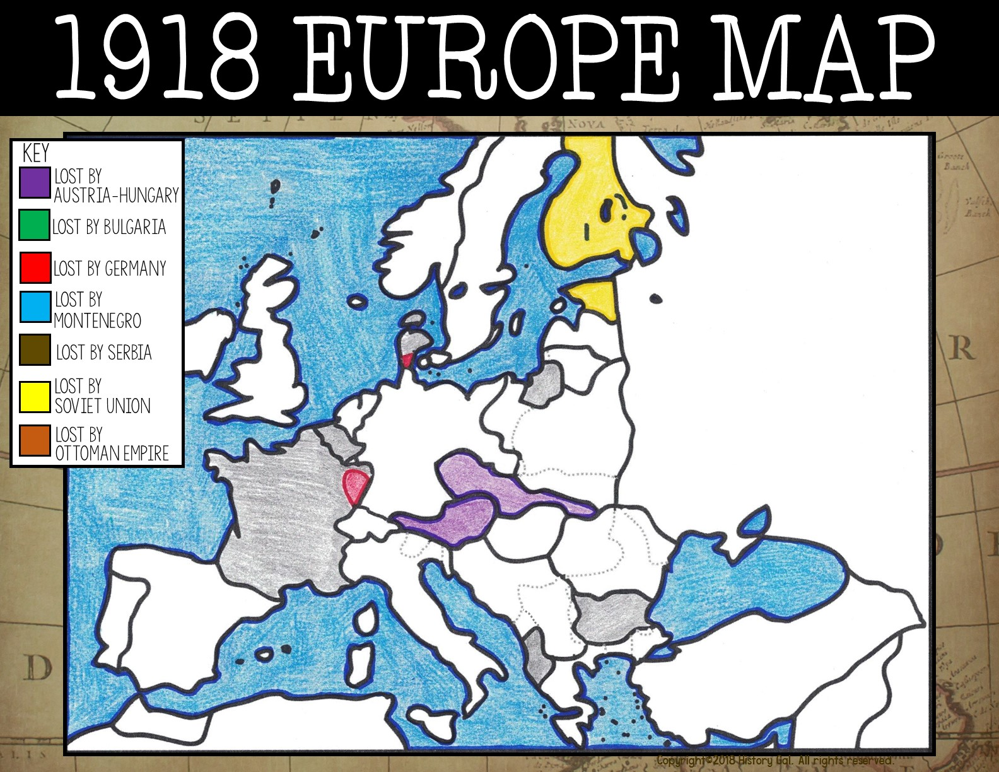 1918 EUROPE MAP
NOVA
KEY
LOST BY
AUSTRIA-HUNGARY
LOST BY BULGARIA
LOST BY GERMANY
LOST BY
MONTENEGRO
LOST BY SERBIA
LOST BY
SOVIET UNION
LOST BY
OTTOMAN EMPIRE
R
D
Copyright©2018 History Gal. All rights reserved.